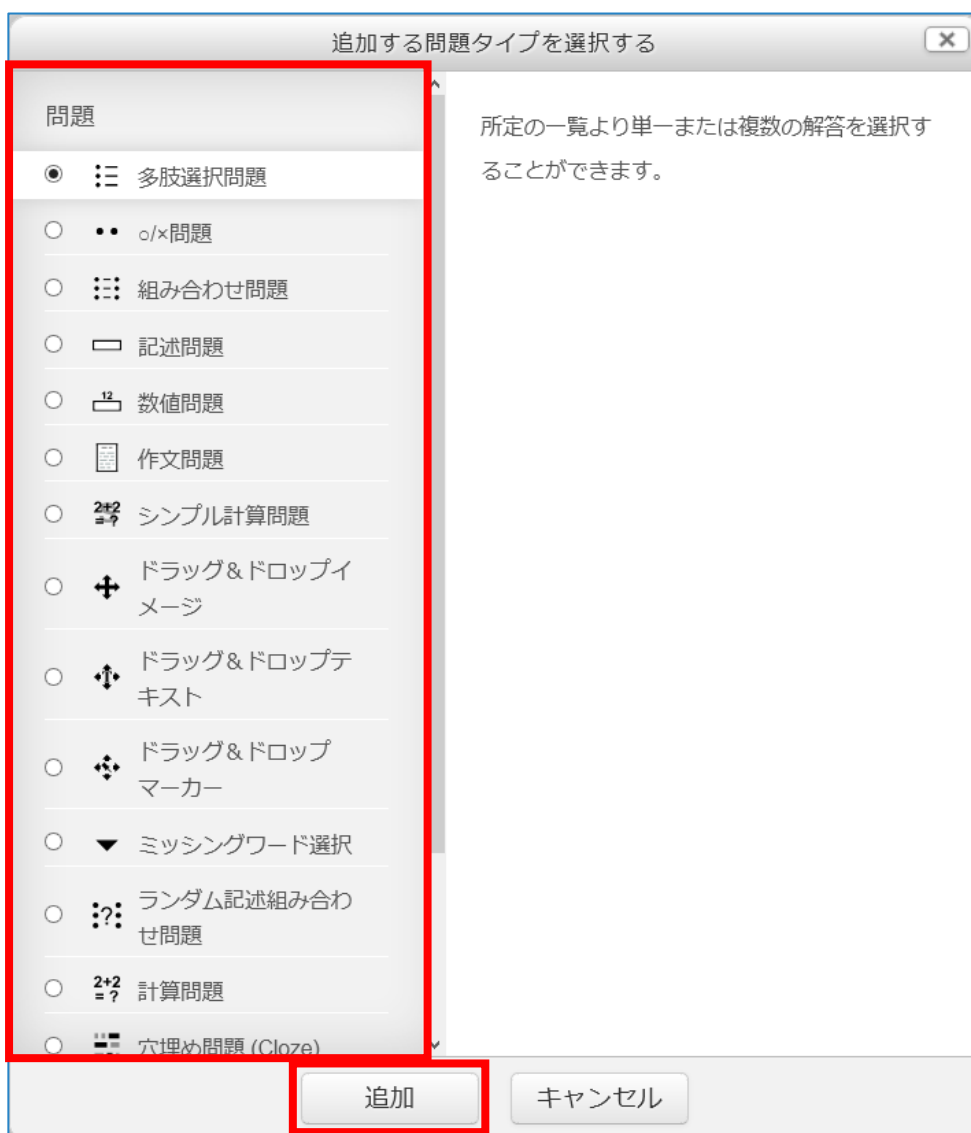 追加する問題タイプを選択する
問題
多肢選択問題
○/×問題
組み合わせ問題
記述問題
12
数値問題
作文問題
2+2
=?
シンプル計算問題
ドラッグ&ドロップイ
メージ
ドラッグ&ドロップテ
キスト
ドラッグ&ドロップ
マーカー
ミッシングワード選択
?
ランダム記述組み合わ
せ問題
2+2
= ?
計算問題
穴埋め問題 (Cloze)
所定の一覧より単一または複数の解答を選択す
ることができます。
追加
キャンセル